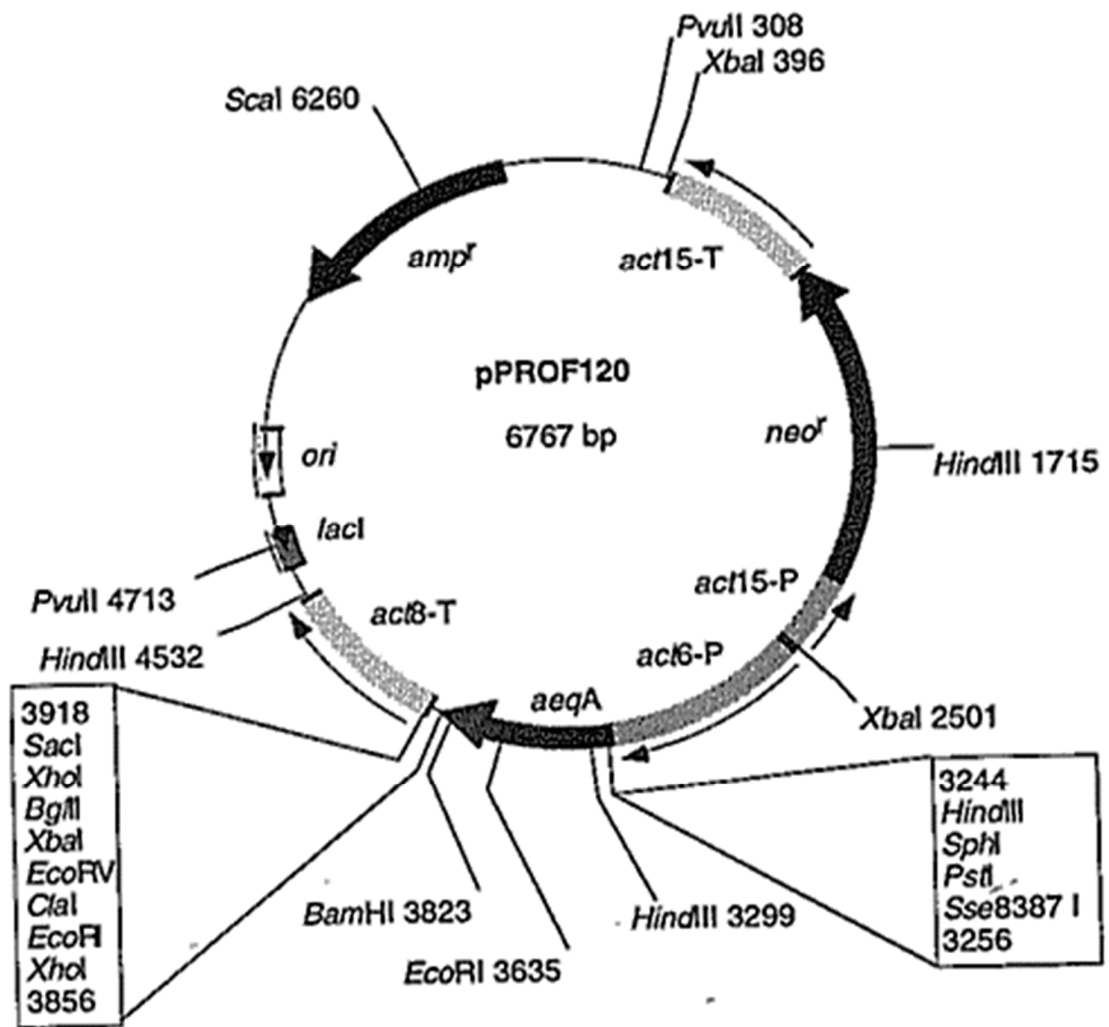 PvuII 308
XbaI 396
ScaI 6260
ampʳ
act15-T
pPROF120
6767 bp
neoʳ
HindIII 1715
ori
lacI
PvuII 4713
HindIII 4532
act8-T
act15-P
act6-P
aeqA
XbaI 2501
3918
SacI
XhoI
BglII
XbaI
EcoRV
ClaI
EcoRI
XhoI
3856
BamHI 3823
EcoRI 3635
HindIII 3299
3244
HindIII
SphI
PstI
Sse8387 I
3256